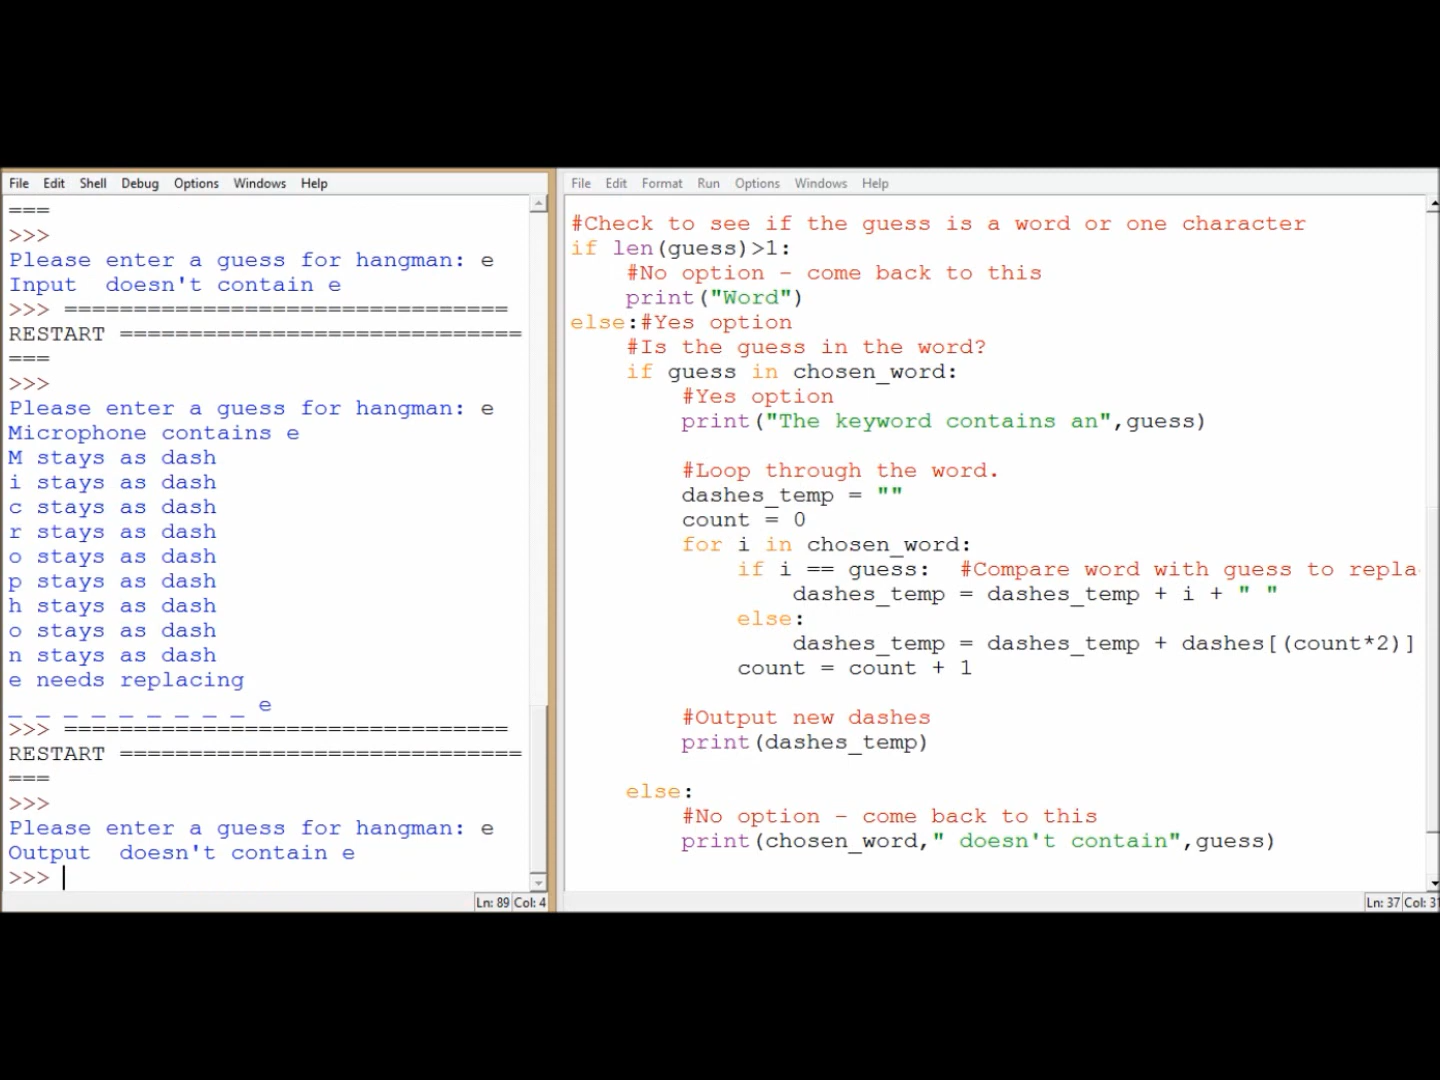 File Edit Shell Debug Options Windows Help
===
>>>
Please enter a guess for hangman: e
Input  doesn't contain e
>>> ================================
RESTART =============================
===
>>>
Please enter a guess for hangman: e
Microphone contains e
M stays as dash
i stays as dash
c stays as dash
r stays as dash
o stays as dash
p stays as dash
h stays as dash
o stays as dash
n stays as dash
e needs replacing
_ _ _ _ _ _ _ _ _ e
>>> ================================
RESTART =============================
===
>>>
Please enter a guess for hangman: e
Output  doesn't contain e
>>>
Ln: 89 Col: 4
File Edit Format Run Options Windows Help
#Check to see if the guess is a word or one character
if len(guess)>1:
    #No option - come back to this
    print("Word")
else:#Yes option
    #Is the guess in the word?
    if guess in chosen_word:
        #Yes option
        print("The keyword contains an",guess)
        #Loop through the word.
        dashes_temp = ""
        count = 0
        for i in chosen_word:
            if i == guess:  #Compare word with guess to repla
                dashes_temp = dashes_temp + i + " "
            else:
                dashes_temp = dashes_temp + dashes[(count*2)]
            count = count + 1
        #Output new dashes
        print(dashes_temp)
    else:
        #No option - come back to this
        print(chosen_word," doesn't contain",guess)
Ln: 37 Col: 31